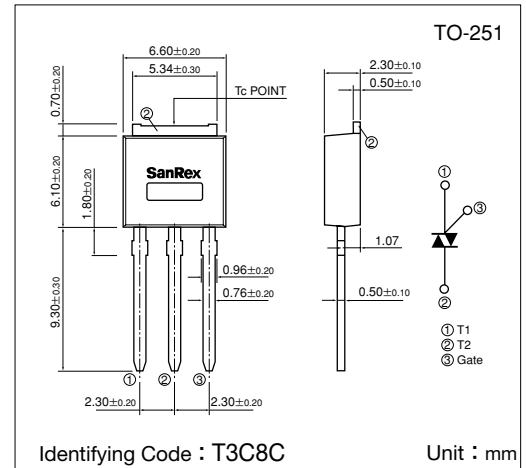 TO-251
6.60±0.20
5.34±0.30
Tc POINT
2.30±0.10
0.50±0.10
0.70±0.20
②
②
6.10±0.20
SanRex
1.80±0.20
①
③
②
1.07
0.96±0.20
0.76±0.20
0.50±0.10
9.30±0.30
① T1
② T2
③ Gate
① ② ③
2.30±0.20 2.30±0.20
Identifying Code：T3C8C
Unit：mm